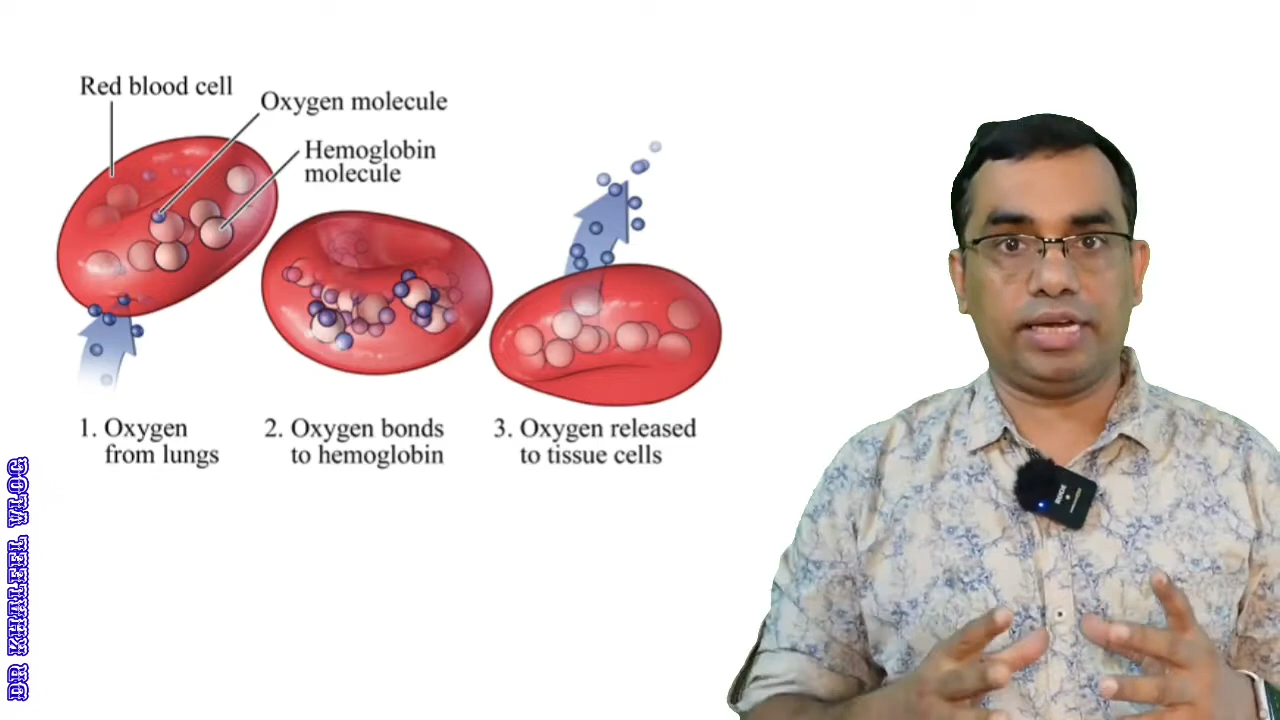 Red blood cell
Oxygen molecule
Hemoglobin
molecule
1. Oxygen
from lungs
2. Oxygen bonds
to hemoglobin
3. Oxygen released
to tissue cells
DR KHALEEL VLOG
RODE